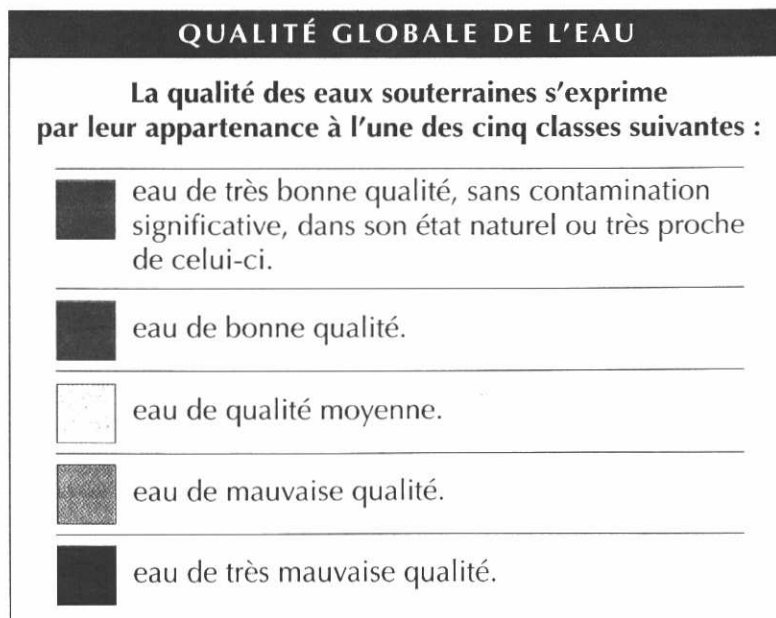 QUALITÉ GLOBALE DE L'EAU
La qualité des eaux souterraines s'exprime
par leur appartenance à l'une des cinq classes suivantes :
eau de très bonne qualité, sans contamination
significative, dans son état naturel ou très proche
de celui-ci.
eau de bonne qualité.
eau de qualité moyenne.
eau de mauvaise qualité.
eau de très mauvaise qualité.